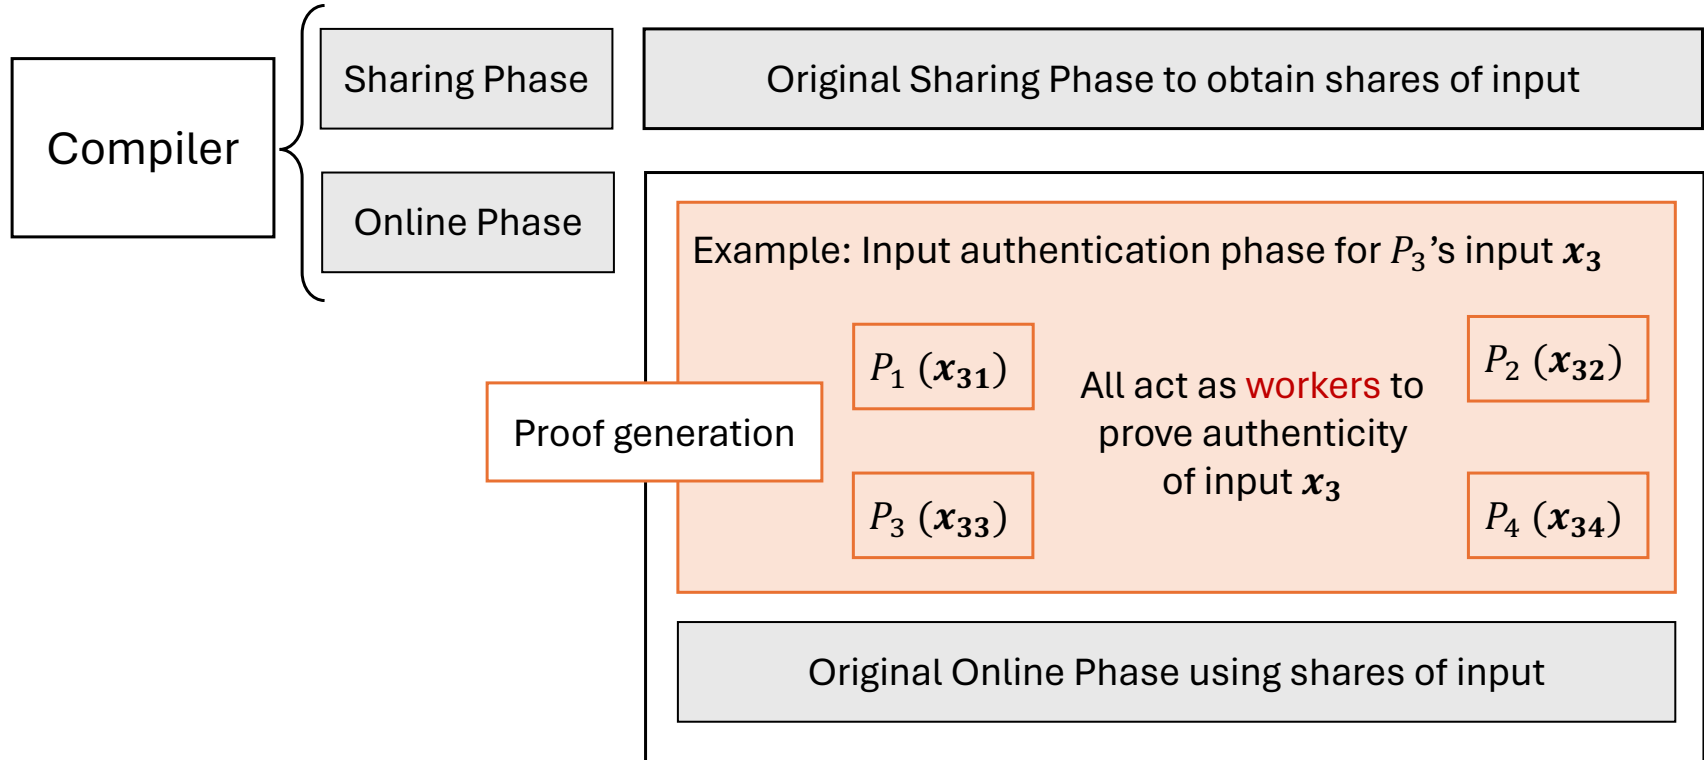 Compiler
Sharing Phase
Original Sharing Phase to obtain shares of input
Online Phase
Example: Input authentication phase for P₃'s input x₃
Proof generation
P₁ (x₃₁)
P₂ (x₃₂)
All act as workers to
prove authenticity
of input x₃
P₃ (x₃₃)
P₄ (x₃₄)
Original Online Phase using shares of input